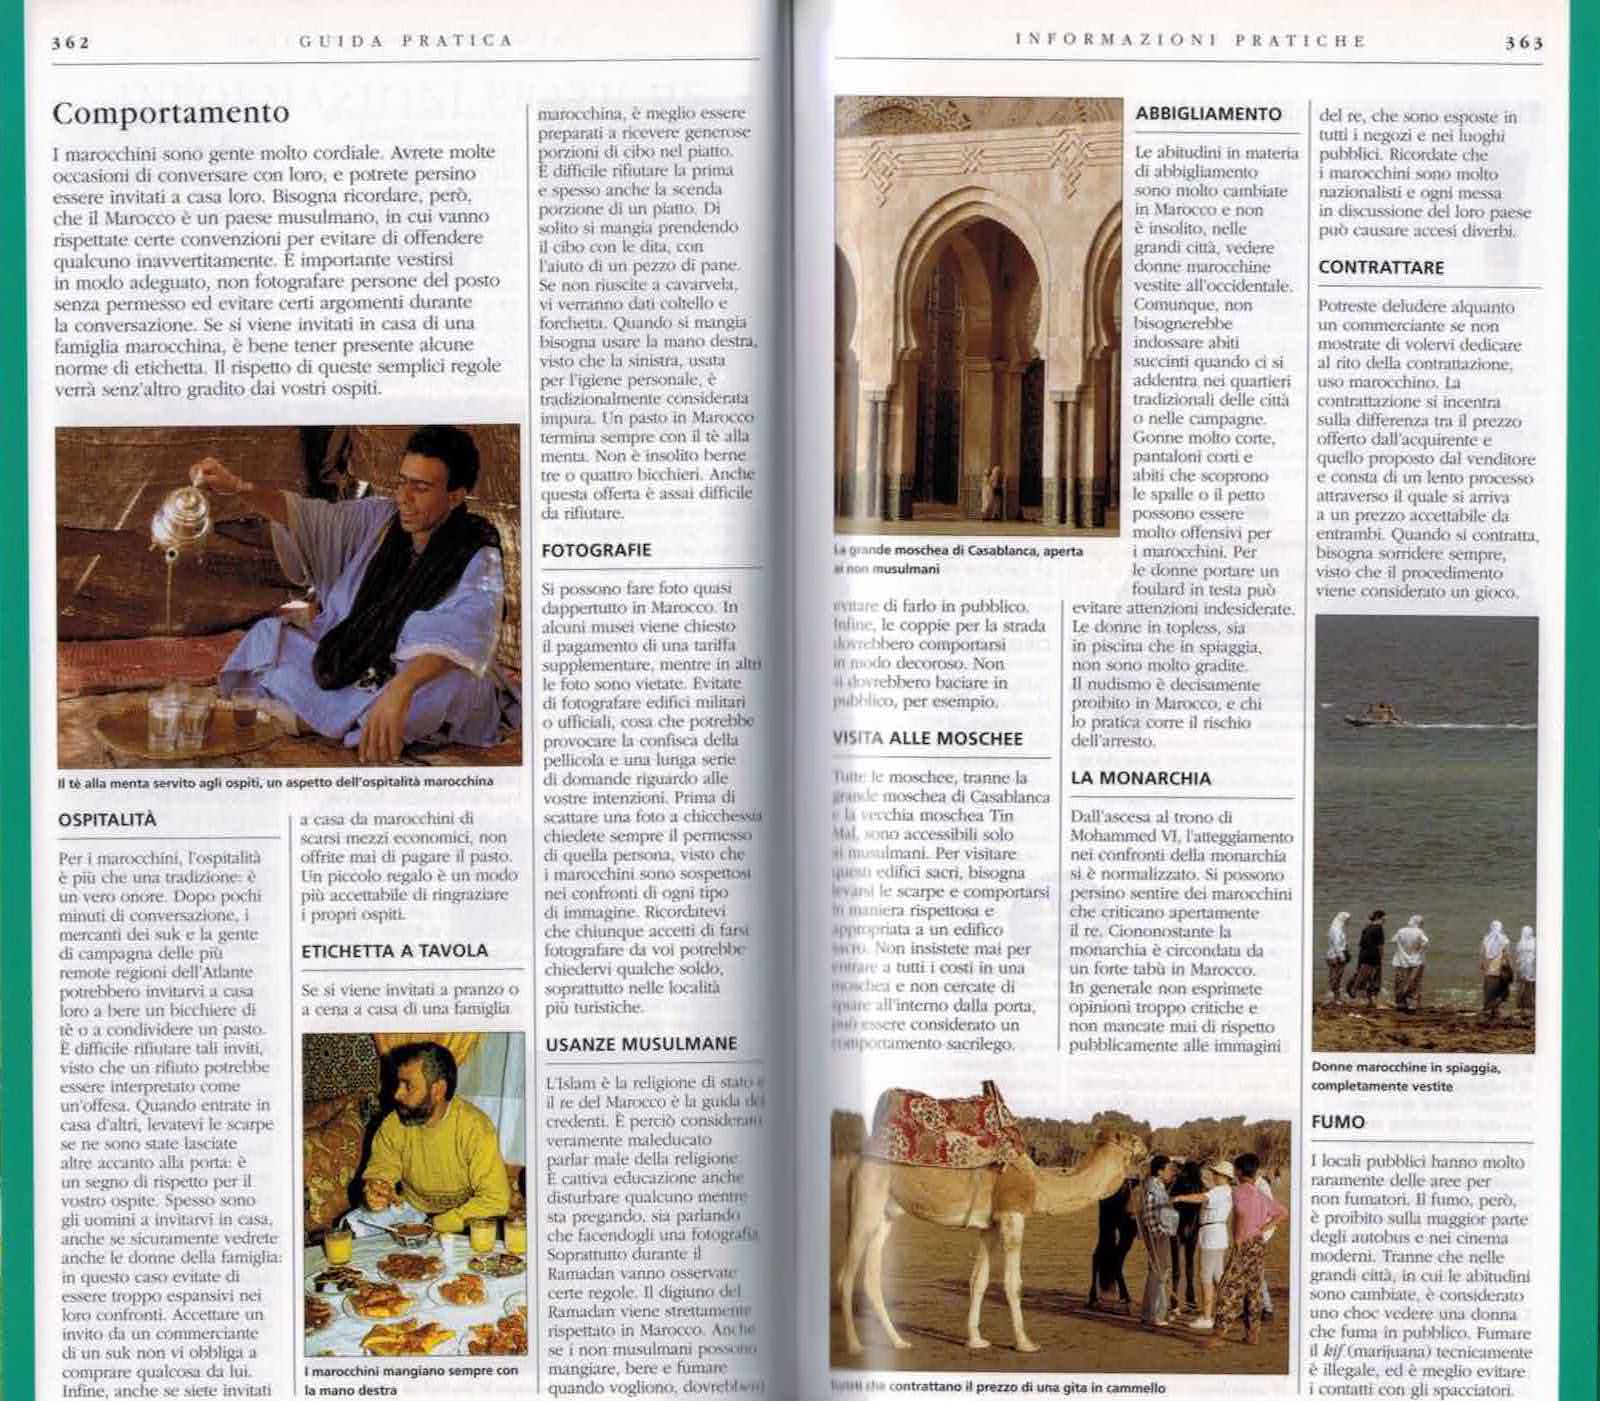 362
GUIDA PRATICA
Comportamento
I marocchini sono gente molto cordiale. Avrete molte
occasioni di conversare con loro, e potrete persino
essere invitati a casa loro. Bisogna ricordare, però,
che il Marocco è un paese musulmano, in cui vanno
rispettate certe convenzioni per evitare di offendere
qualcuno inavvertitamente. È importante vestirsi
in modo adeguato, non fotografare persone del posto
senza permesso ed evitare certi argomenti durante
la conversazione. Se si viene invitati in casa di una
famiglia marocchina, è bene tener presente alcune
norme di etichetta. Il rispetto di queste semplici regole
verrà senz'altro gradito dai vostri ospiti.
Il tè alla menta servito agli ospiti, un aspetto dell'ospitalità marocchina
OSPITALITÀ
Per i marocchini, l'ospitalità
è più che una tradizione: è
un vero onore. Dopo pochi
minuti di conversazione, i
mercanti dei suk e la gente
di campagna delle più
remote regioni dell'Atlante
potrebbero invitarvi a casa
loro a bere un bicchiere di
tè o a condividere un pasto.
È difficile rifiutare tali inviti,
visto che un rifiuto potrebbe
essere interpretato come
un'offesa. Quando entrate in
casa d'altri, levatevi le scarpe
se ne sono state lasciate
altre accanto alla porta: è
un segno di rispetto per il
vostro ospite. Spesso sono
gli uomini a invitarvi in casa,
anche se sicuramente vedrete
anche le donne della famiglia:
in questo caso evitate di
essere troppo espansivi nei
loro confronti. Accettare un
invito da un commerciante
di un suk non vi obbliga a
comprare qualcosa da lui.
Infine, anche se siete invitati
a casa da marocchini di
scarsi mezzi economici, non
offrite mai di pagare il pasto.
Un piccolo regalo è un modo
più accettabile di ringraziare
i propri ospiti.
ETICHETTA A TAVOLA
Se si viene invitati a pranzo o
a cena a casa di una famiglia
I marocchini mangiano sempre con
la mano destra
marocchina, è meglio essere
preparati a ricevere generose
porzioni di cibo nel piatto.
È difficile rifiutare la prima
e spesso anche la scenda
porzione di un piatto. Di
solito si mangia prendendo
il cibo con le dita, con
l'aiuto di un pezzo di pane.
Se non riuscite a cavarvela,
vi verranno dati coltello e
forchetta. Quando si mangia
bisogna usare la mano destra,
visto che la sinistra, usata
per l'igiene personale, è
tradizionalmente considerata
impura. Un pasto in Marocco
termina sempre con il tè alla
menta. Non è insolito berne
tre o quattro bicchieri. Anche
questa offerta è assai difficile
da rifiutare.
FOTOGRAFIE
Si possono fare foto quasi
dappertutto in Marocco. In
alcuni musei viene chiesto
il pagamento di una tariffa
supplementare, mentre in altri
le foto sono vietate. Evitate
di fotografare edifici militari
o ufficiali, cosa che potrebbe
provocare la confisca della
pellicola e una lunga serie
di domande riguardo alle
vostre intenzioni. Prima di
scattare una foto a chicchessia
chiedete sempre il permesso
di quella persona, visto che
i marocchini sono sospettosi
nei confronti di ogni tipo
di immagine. Ricordatevi
che chiunque accetti di farsi
fotografare da voi potrebbe
chiedervi qualche soldo,
soprattutto nelle località
più turistiche.
USANZE MUSULMANE
L'Islam è la religione di stato e
il re del Marocco è la guida dei
credenti. È perciò considerato
veramente maleducato
parlar male della religione.
È cattiva educazione anche
disturbare qualcuno mentre
sta pregando, sia parlando
che facendogli una fotografia.
Soprattutto durante il
Ramadan vanno osservate
certe regole. Il digiuno del
Ramadan viene strettamente
rispettato in Marocco. Anche
se i non musulmani possono
mangiare, bere e fumare
quando vogliono, dovrebbero
INFORMAZIONI PRATICHE
363
La grande moschea di Casablanca, aperta
ai non musulmani
evitare di farlo in pubblico.
Infine, le coppie per la strada
dovrebbero comportarsi
in modo decoroso. Non
si dovrebbero baciare in
pubblico, per esempio.
VISITA ALLE MOSCHEE
Tutte le moschee, tranne la
grande moschea di Casablanca
e la vecchia moschea Tin
Mal, sono accessibili solo
ai musulmani. Per visitare
questi edifici sacri, bisogna
levarsi le scarpe e comportarsi
in maniera rispettosa e
appropriata a un edifico
sacro. Non insistete mai per
entrare a tutti i costi in una
moschea e non cercate di
spiare all'interno dalla porta,
può essere considerato un
comportamento sacrilego.
ABBIGLIAMENTO
Le abitudini in materia
di abbigliamento
sono molto cambiate
in Marocco e non
è insolito, nelle
grandi città, vedere
donne marocchine
vestite all'occidentale.
Comunque, non
bisognerebbe
indossare abiti
succinti quando ci si
addentra nei quartieri
tradizionali delle città
o nelle campagne.
Gonne molto corte,
pantaloni corti e
abiti che scoprono
le spalle o il petto
possono essere
molto offensivi per
i marocchini. Per
le donne portare un
foulard in testa può
evitare attenzioni indesiderate.
Le donne in topless, sia
in piscina che in spiaggia,
non sono molto gradite.
Il nudismo è decisamente
proibito in Marocco, e chi
lo pratica corre il rischio
dell'arresto.
LA MONARCHIA
Dall'ascesa al trono di
Mohammed VI, l'atteggiamento
nei confronti della monarchia
si è normalizzato. Si possono
persino sentire dei marocchini
che criticano apertamente
il re. Ciononostante la
monarchia è circondata da
un forte tabù in Marocco.
In generale non esprimete
opinioni troppo critiche e
non mancate mai di rispetto
pubblicamente alle immagini
che contrattano il prezzo di una gita in cammello
del re, che sono esposte in
tutti i negozi e nei luoghi
pubblici. Ricordate che
i marocchini sono molto
nazionalisti e ogni messa
in discussione del loro paese
può causare accesi diverbi.
CONTRATTARE
Potreste deludere alquanto
un commerciante se non
mostrate di volervi dedicare
al rito della contrattazione,
uso marocchino. La
contrattazione si incentra
sulla differenza tra il prezzo
offerto dall'acquirente e
quello proposto dal venditore
e consta di un lento processo
attraverso il quale si arriva
a un prezzo accettabile da
entrambi. Quando si contratta,
bisogna sorridere sempre,
visto che il procedimento
viene considerato un gioco.
Donne marocchine in spiaggia,
completamente vestite
FUMO
I locali pubblici hanno molto
raramente delle aree per
non fumatori. Il fumo, però,
è proibito sulla maggior parte
degli autobus e nei cinema
moderni. Tranne che nelle
grandi città, in cui le abitudini
sono cambiate, è considerato
uno choc vedere una donna
che fuma in pubblico. Fumare
il kif (marijuana) tecnicamente
è illegale, ed è meglio evitare
i contatti con gli spacciatori.